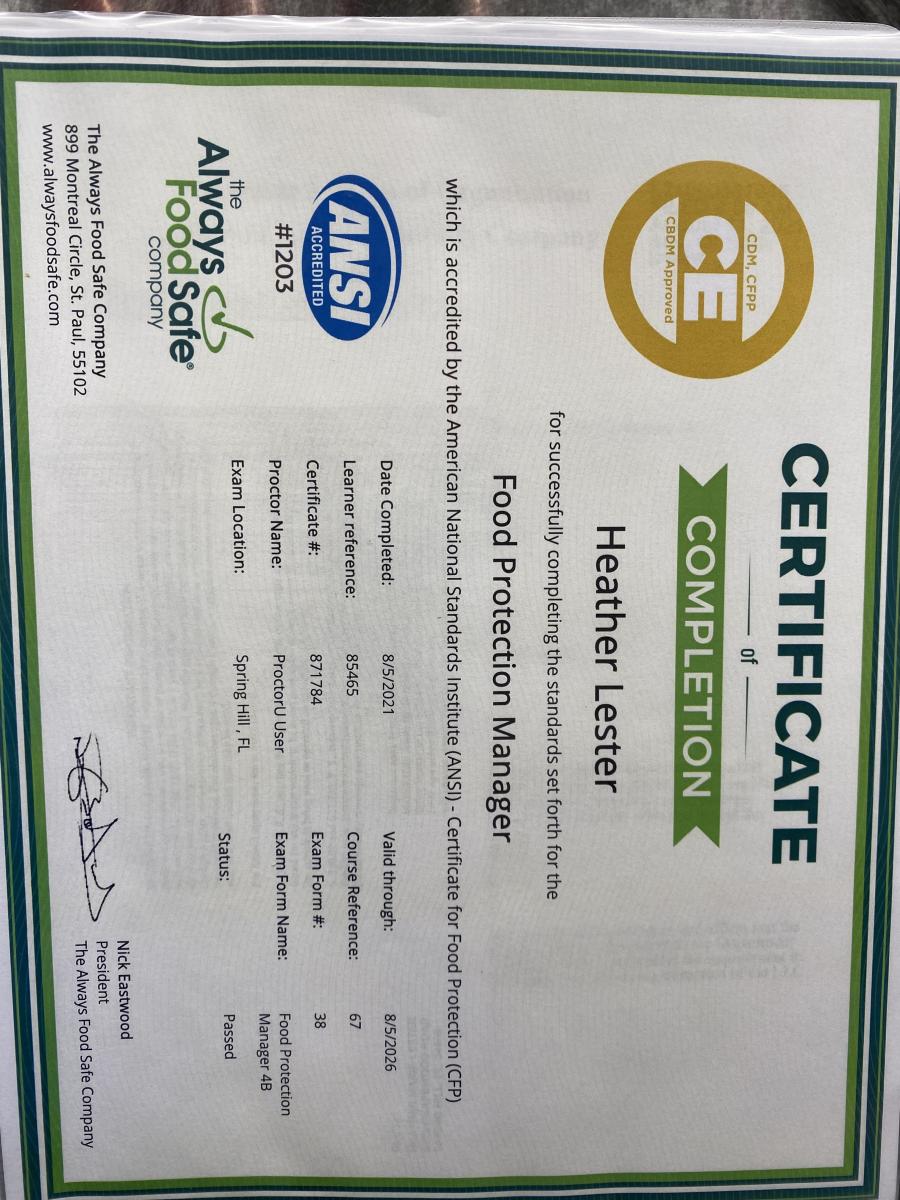 CERTIFICATE
of
COMPLETION
CDM, CFPP
CE
CBDM Approved
Heather Lester
for successfully completing the standards set forth for the
Food Protection Manager
which is accredited by the American National Standards Institute (ANSI) - Certificate for Food Protection (CFP)
ANSI
ACCREDITED
#1203
Date Completed: 8/5/2021 Valid through: 8/5/2026
Learner reference: 85465 Course Reference: 67
Certificate #: 871784 Exam Form #: 38
Proctor Name: ProctorU User Exam Form Name: Food Protection
Manager 4B
Exam Location: Spring Hill , FL Status: Passed
the
Always
Food Safe®
company
The Always Food Safe Company
899 Montreal Circle, St. Paul, 55102
www.alwaysfoodsafe.com
Nick Eastwood
President
The Always Food Safe Company